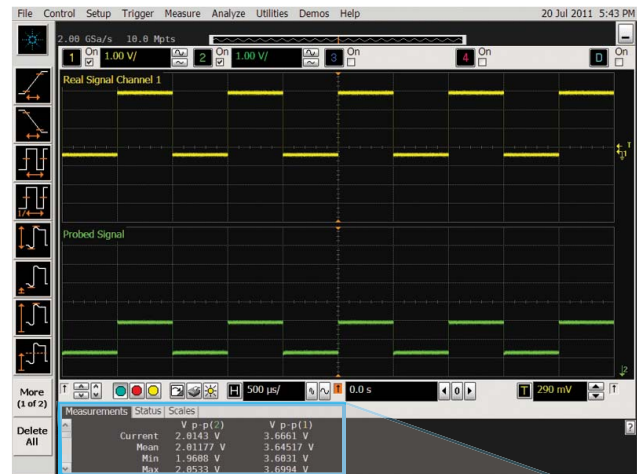 File Control Setup Trigger Measure Analyze Utilities Demos Help 20 Jul 2011 5:43 PM
2.00 GSa/s 10.0 Mpts
1 On 1.00 V/ 2 On 1.00 V/ 3 On 4 On D On
Real Signal Channel 1
T
1
Probed Signal
2
More
(1 of 2)
Delete
All
H 500 µs/ 0.0 s 0 T 290 mV
Measurements Status Scales
V p-p(2) V p-p(1)
Current 2.0143 V 3.6661 V
Mean 2.01177 V 3.64517 V
Min 1.9608 V 3.6031 V
Max 2.0533 V 3.6994 V